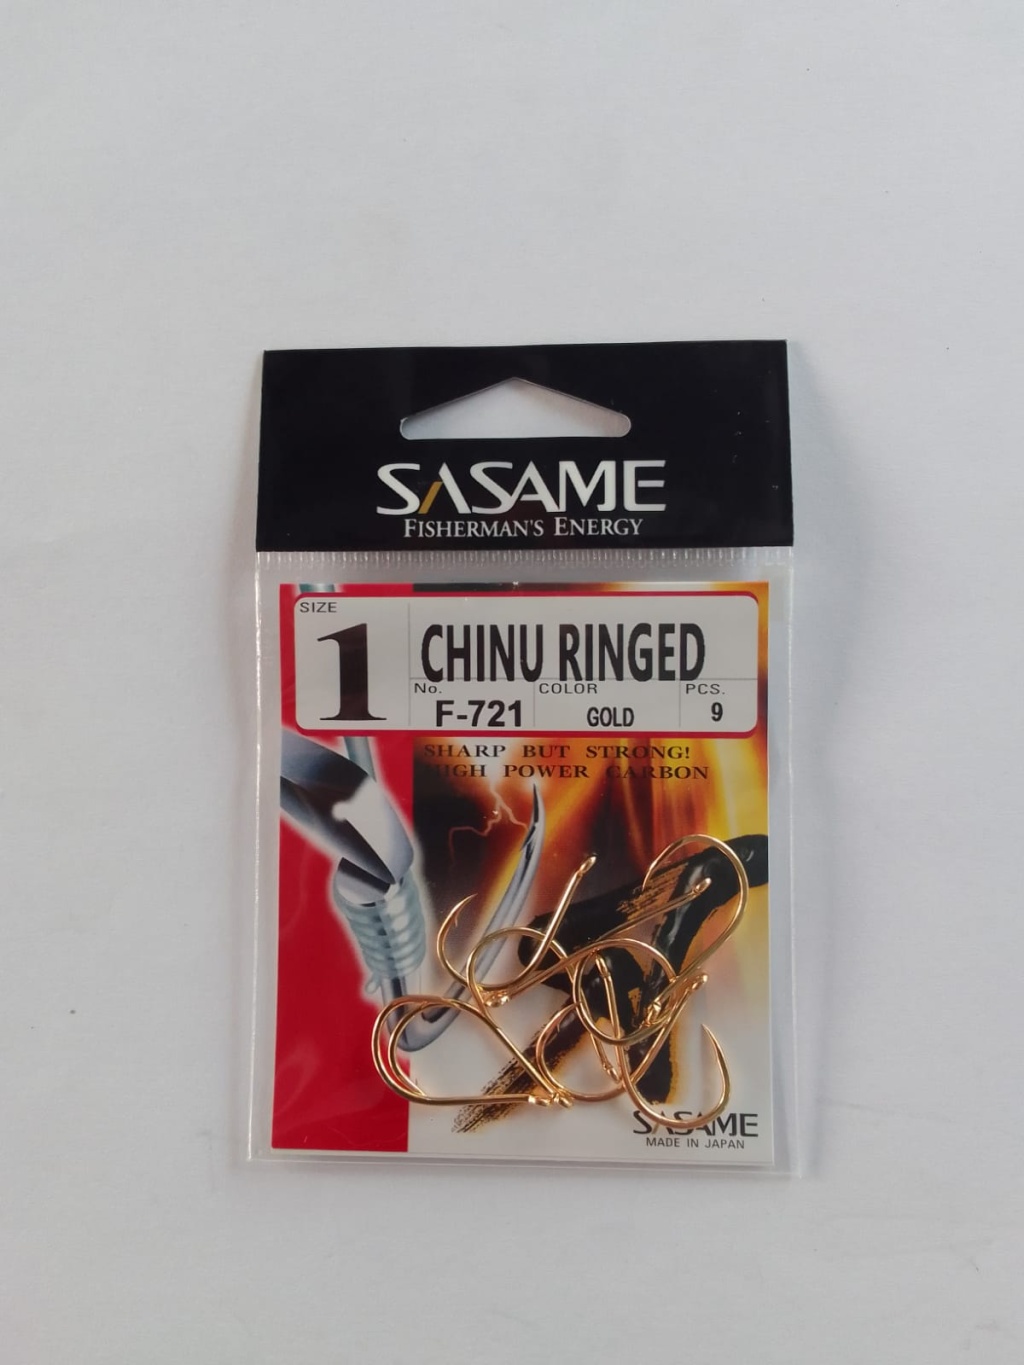 SASAME
FISHERMAN'S ENERGY
SIZE
1
CHINU RINGED
No. COLOR PCS.
F-721 GOLD 9
SHARP BUT STRONG!
HIGH POWER CARBON
SASAME
MADE IN JAPAN